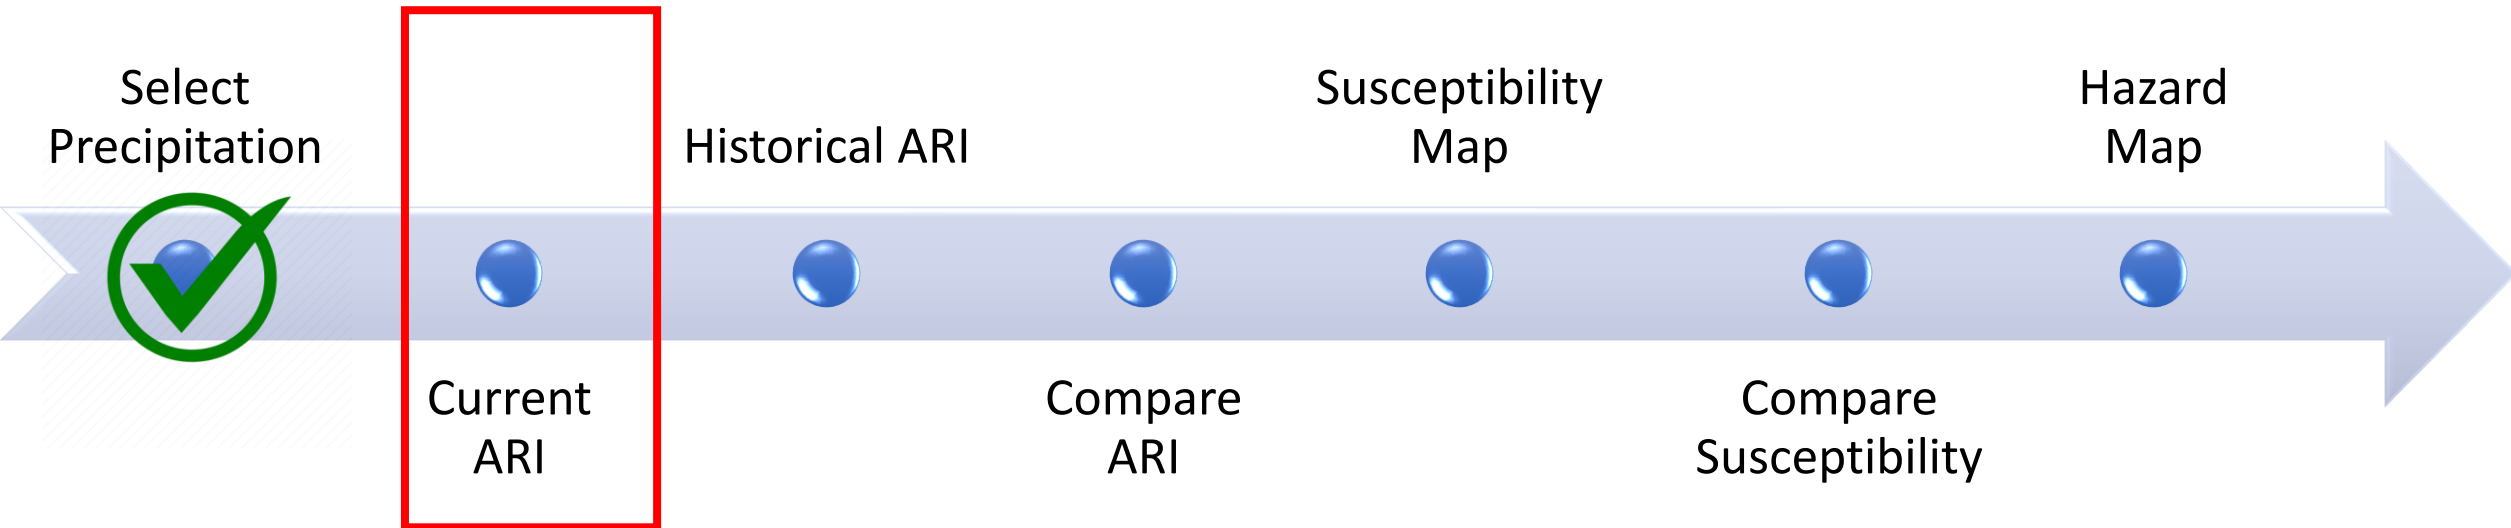 Select
Precipitation
Current
ARI
Historical ARI
Compare
ARI
Susceptibility
Map
Compare
Susceptibility
Hazard
Map